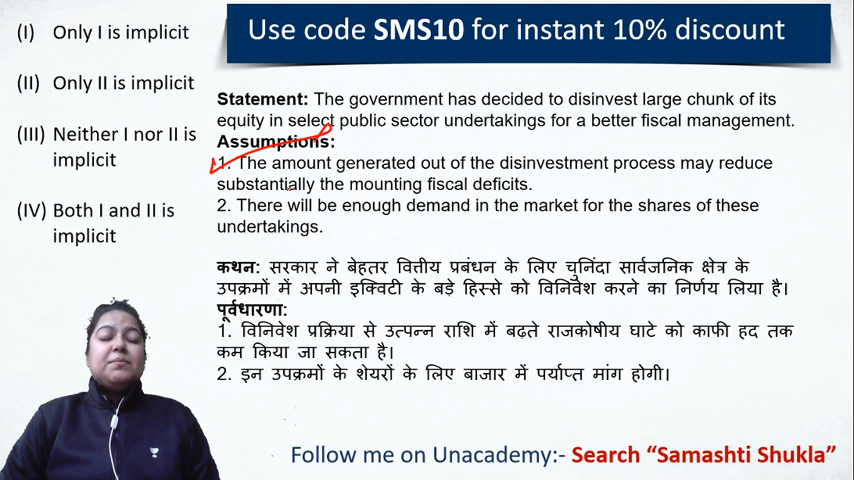 (I) Only I is implicit
(II) Only II is implicit
(III) Neither I nor II is
implicit
(IV) Both I and II is
implicit
Use code SMS10 for instant 10% discount
Statement: The government has decided to disinvest large chunk of its
equity in select public sector undertakings for a better fiscal management.
Assumptions:
1. The amount generated out of the disinvestment process may reduce
substantially the mounting fiscal deficits.
2. There will be enough demand in the market for the shares of these
undertakings.
कथन: सरकार ने बेहतर वित्तीय प्रबंधन के लिए चुनिंदा सार्वजनिक क्षेत्र के
उपक्रमों में अपनी इक्विटी के बड़े हिस्से को विनिवेश करने का निर्णय लिया है।
पूर्वधारणा:
1. विनिवेश प्रक्रिया से उत्पन्न राशि में बढ़ते राजकोषीय घाटे को काफी हद तक
कम किया जा सकता है।
2. इन उपक्रमों के शेयरों के लिए बाजार में पर्याप्त मांग होगी।
Follow me on Unacademy:- Search “Samashti Shukla”